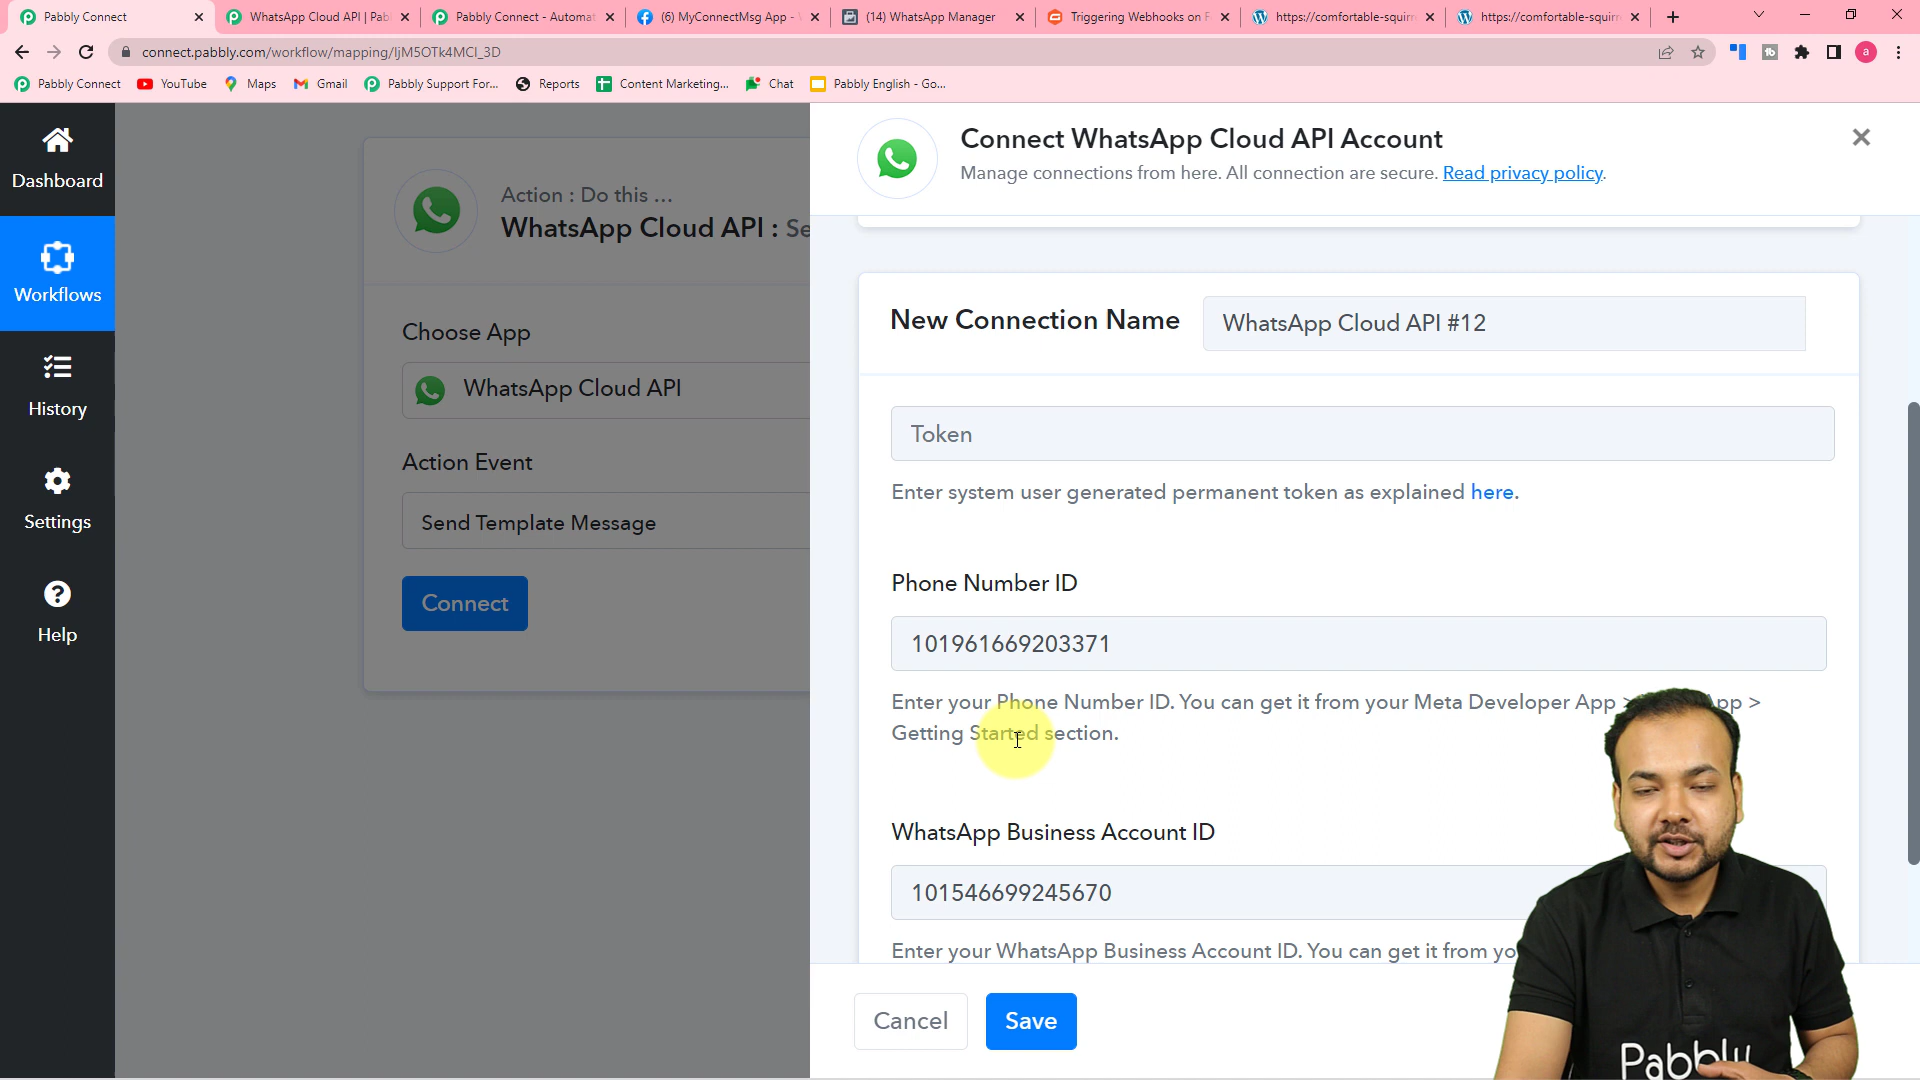 Pabbly Connect
WhatsApp Cloud API | Pab
Pabbly Connect - Automat
(6) MyConnectMsg App -
(14) WhatsApp Manager
Triggering Webhooks on F
https://comfortable-squirr
https://comfortable-squirr
connect.pabbly.com/workflow/mapping/IjM5OTk4MCI_3D
a
Pabbly Connect
YouTube
Maps
Gmail
Pabbly Support For...
Reports
Content Marketing...
Chat
Pabbly English - Go...
Dashboard
Workflows
History
Settings
Help
Action : Do this ...
WhatsApp Cloud API : Se
Choose App
WhatsApp Cloud API
Action Event
Send Template Message
Connect
Connect WhatsApp Cloud API Account
Manage connections from here. All connection are secure. Read privacy policy.
New Connection Name
WhatsApp Cloud API #12
Token
Enter system user generated permanent token as explained here.
Phone Number ID
101961669203371
Enter your Phone Number ID. You can get it from your Meta Developer App > pp >
Getting Started section.
WhatsApp Business Account ID
101546699245670
Enter your WhatsApp Business Account ID. You can get it from yo
Cancel
Save
Pabbly